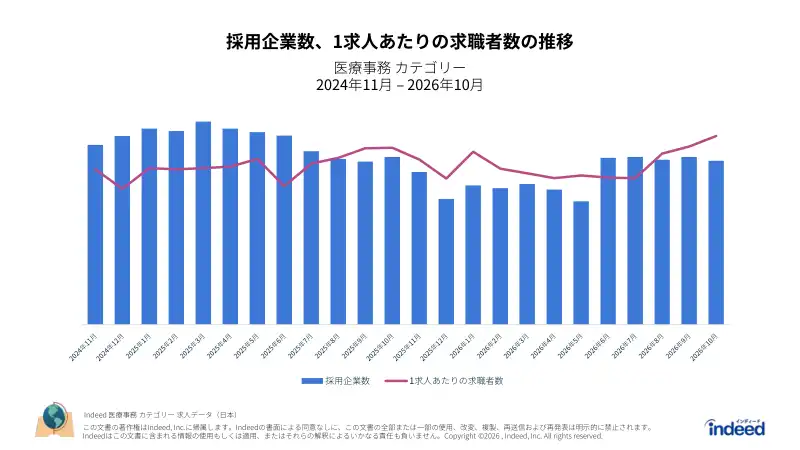 採用企業数、1求人あたりの求職者数の推移
医療事務 カテゴリー
2024年11月 – 2026年10月
2024年11月
2024年12月
2025年1月
2025年2月
2025年3月
2025年4月
2025年5月
2025年6月
2025年7月
2025年8月
2025年9月
2025年10月
2025年11月
2025年12月
2026年1月
2026年2月
2026年3月
2026年4月
2026年5月
2026年6月
2026年7月
2026年8月
2026年9月
2026年10月
採用企業数 1求人あたりの求職者数
Indeed 医療事務 カテゴリー 求人データ（日本）
この文書の著作権はIndeed, Inc.に帰属します。Indeedの書面による同意なしに、この文書の全部または一部の使用、改変、複製、再送信および再発表は明示的に禁止されます。
Indeedはこの文書に含まれる情報の使用もしくは適用、またはそれらの解釈によるいかなる責任も負いません。Copyright ©2026 , Indeed, Inc. All rights reserved.
インディード
indeed